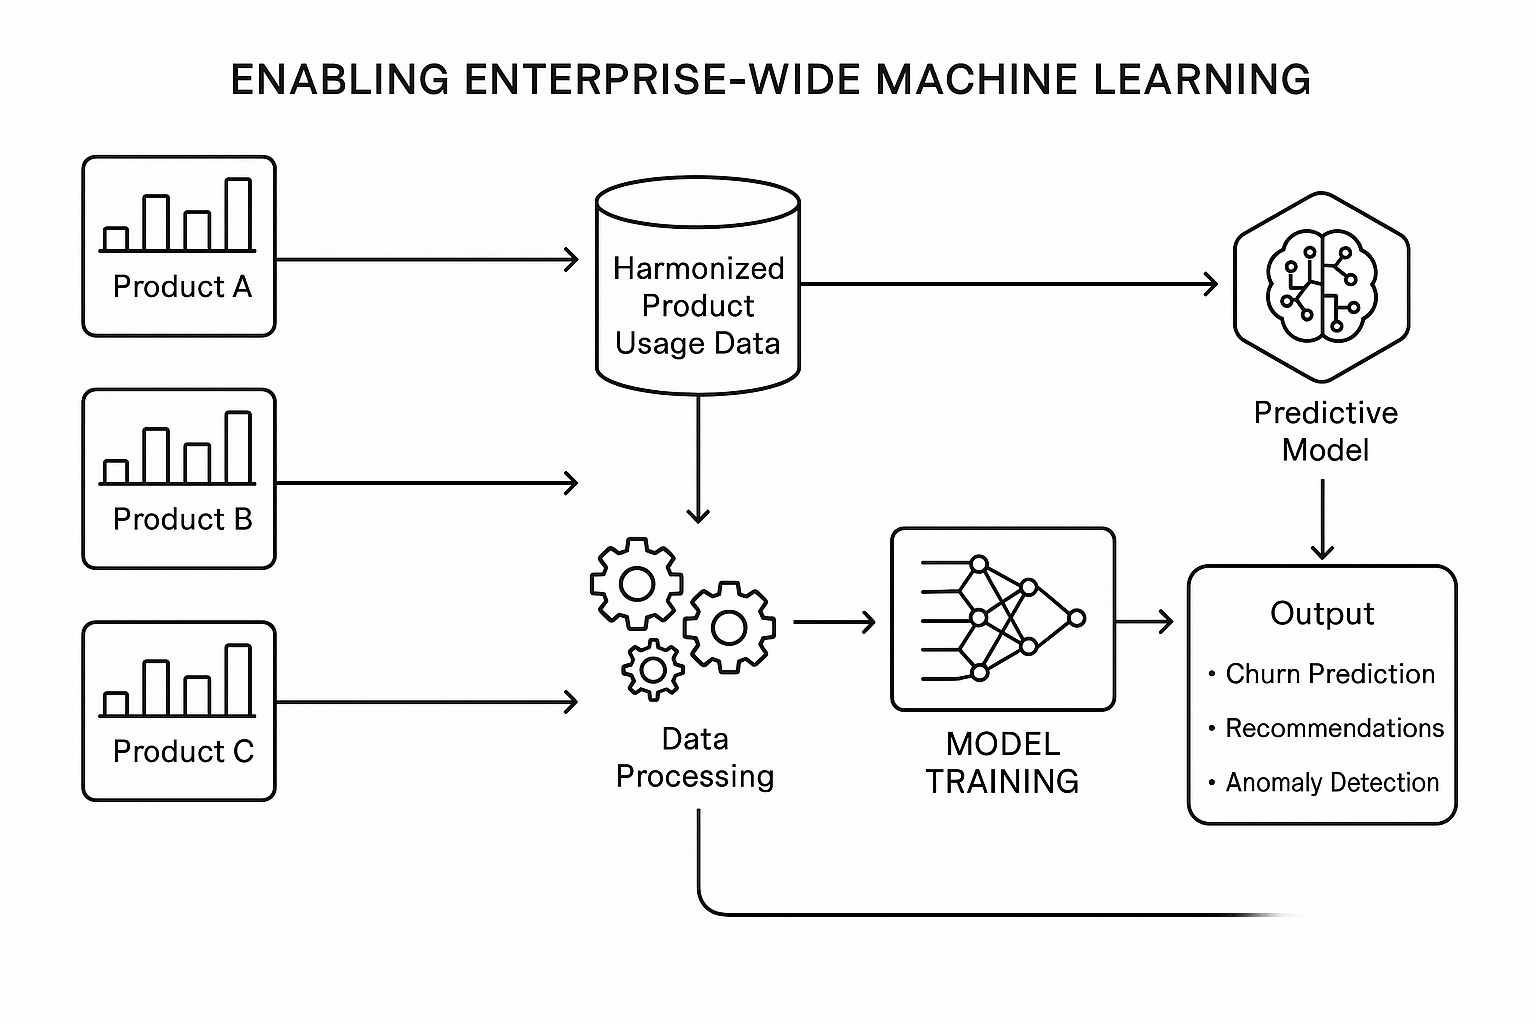 ENABLING ENTERPRISE-WIDE MACHINE LEARNING
Product A
Product B
Product C
Harmonized
Product
Usage Data
Data
Processing
MODEL
TRAINING
Predictive
Model
Output
• Churn Prediction
• Recommendations
• Anomaly Detection